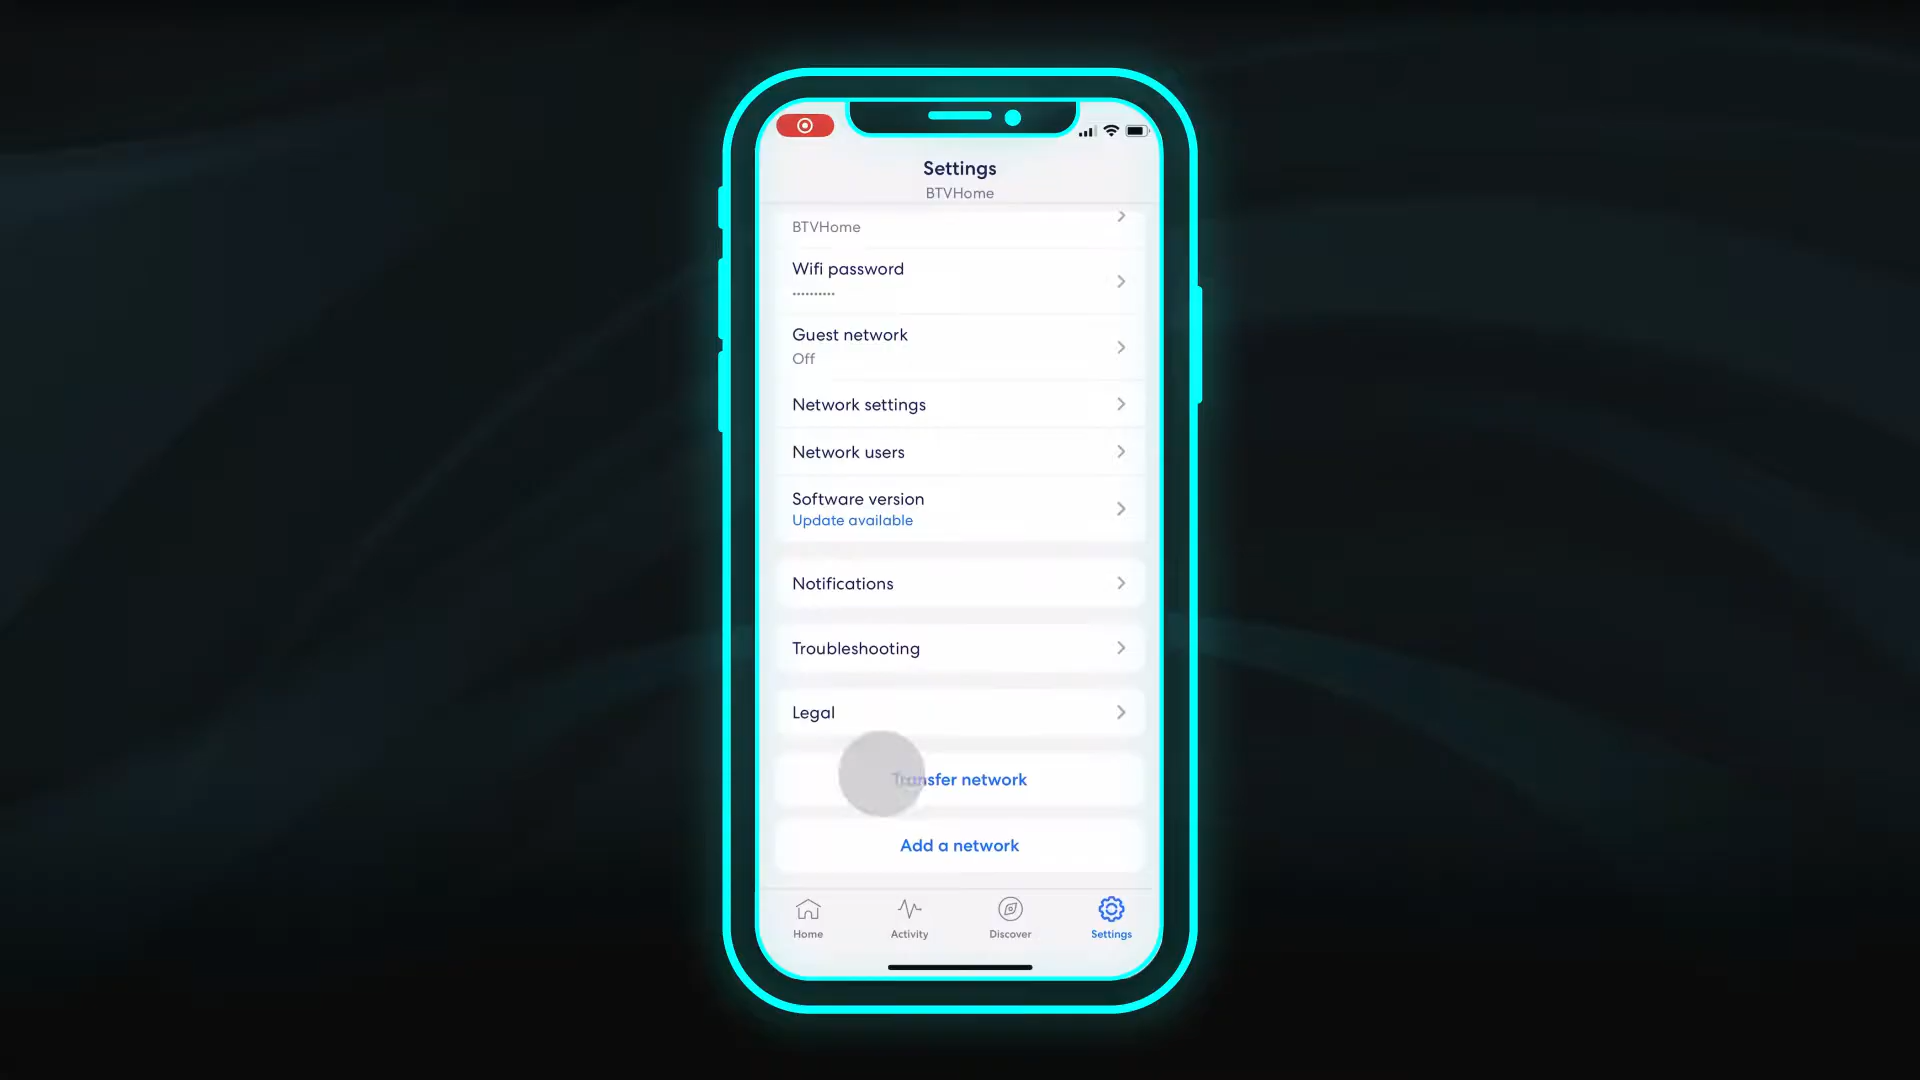 Settings
BTVHome
BTVHome
Wifi password
••••••••••
Guest network
Off
Network settings
Network users
Software version
Update available
Notifications
Troubleshooting
Legal
Transfer network
Add a network
Home
Activity
Discover
Settings